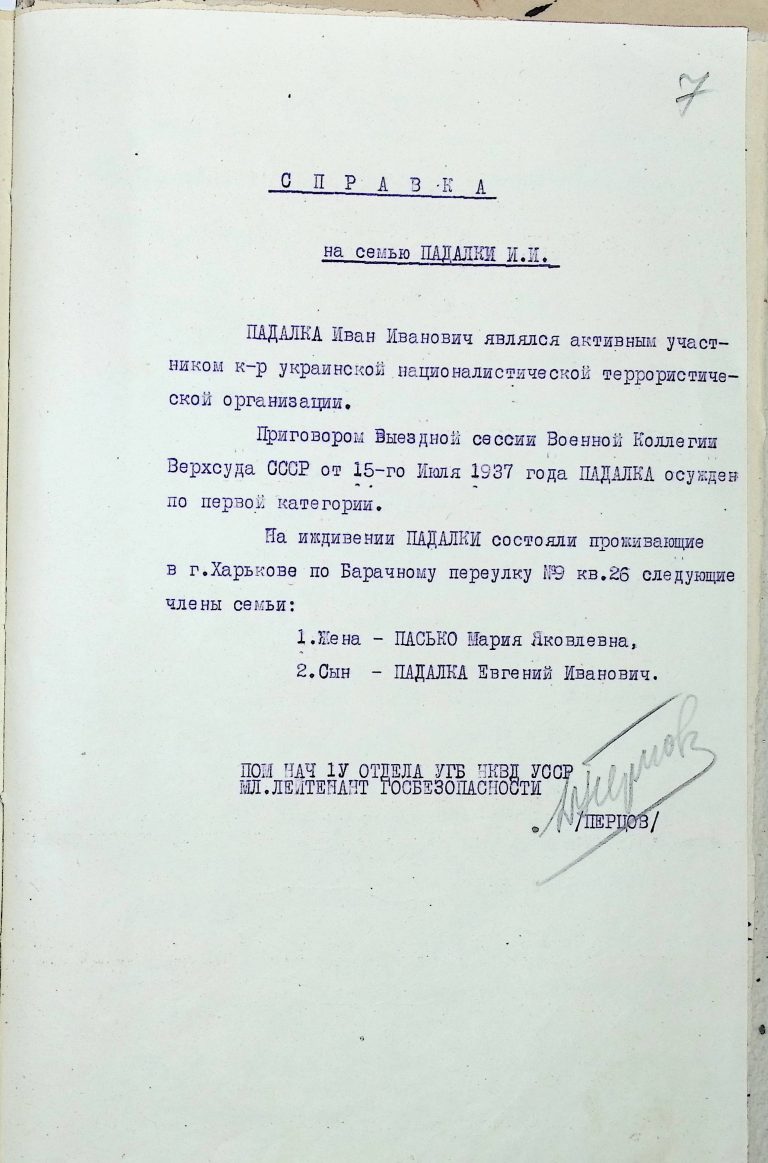 7
С П Р А В К А
на семью ПАДАЛКИ И.И.
ПАДАЛКА Иван Иванович являлся активным участ-
ником к-р украинской националистической террористиче-
ской организации.
Приговором Выездной сессии Военной Коллегии
Верхсуда СССР от 15-го Июля 1937 года ПАДАЛКА осужден
по первой категории.
На иждивении ПАДАЛКИ состояли проживающие
в г.Харькове по Барачному переулку №9 кв.26 следующие
члены семьи:
1.Жена - ПАСЬКО Мария Яковлевна,
2.Сын - ПАДАЛКА Евгений Иванович.
ПОМ НАЧ 1У ОТДЕЛА УГБ НКВД УССР
МЛ.ЛЕЙТЕНАНТ ГОСБЕЗОПАСНОСТИ
/ПЕРЦОВ/